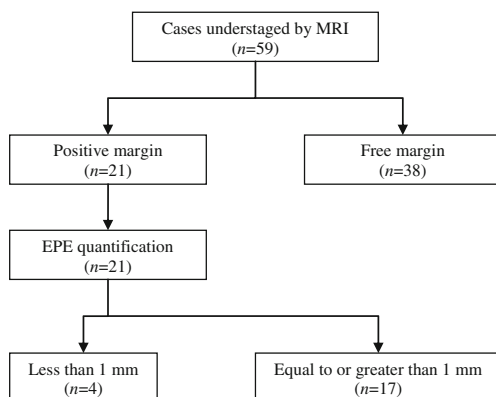 Cases understaged by MRI
(n=59)
Positive margin
(n=21)
Free margin
(n=38)
EPE quantification
(n=21)
Less than 1 mm
(n=4)
Equal to or greater than 1 mm
(n=17)